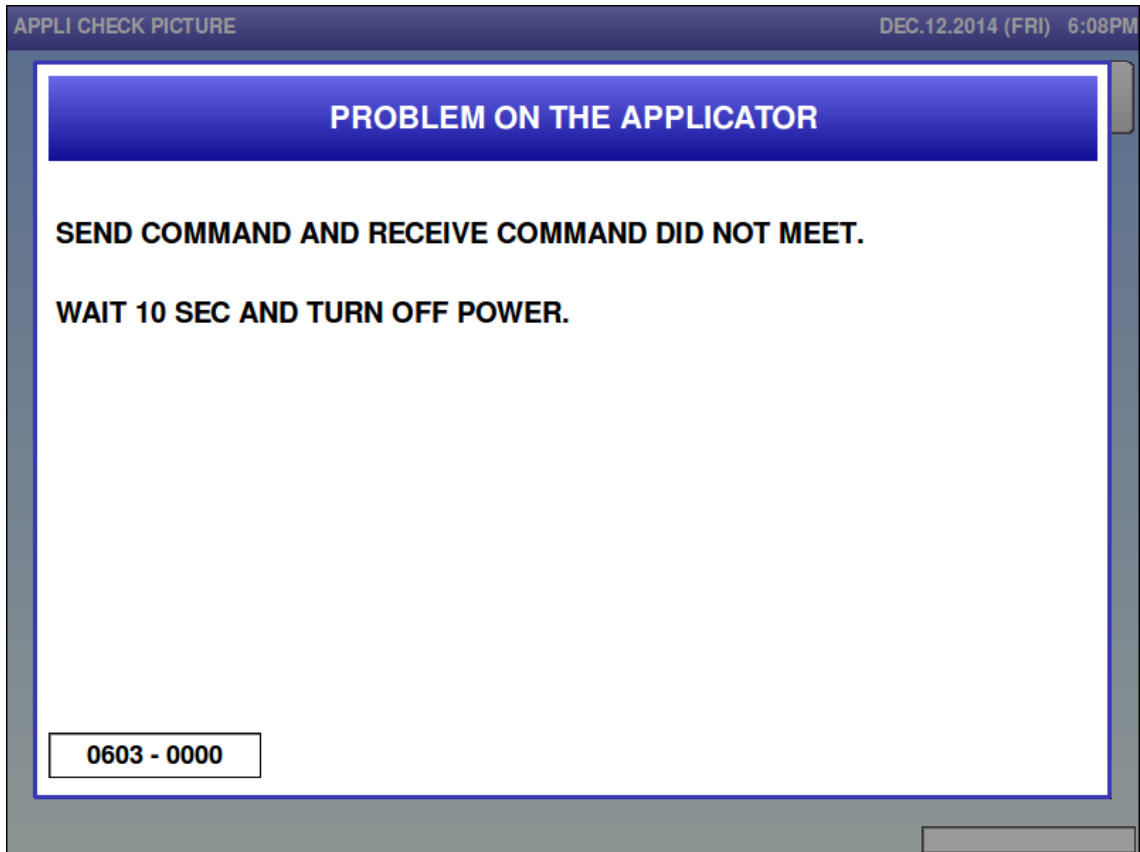 APPLI CHECK PICTURE DEC.12.2014 (FRI) 6:08PM
PROBLEM ON THE APPLICATOR
SEND COMMAND AND RECEIVE COMMAND DID NOT MEET.
WAIT 10 SEC AND TURN OFF POWER.
0603 - 0000